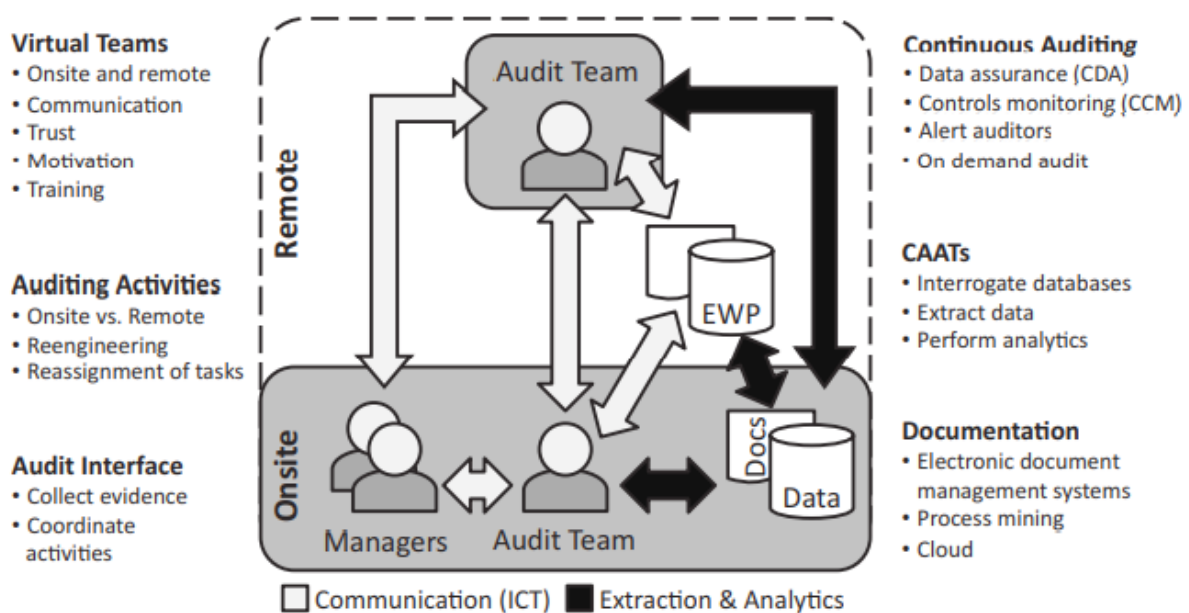 Virtual Teams
• Onsite and remote
• Communication
• Trust
• Motivation
• Training
Auditing Activities
• Onsite vs. Remote
• Reengineering
• Reassignment of tasks
Audit Interface
• Collect evidence
• Coordinate
activities
Remote
Audit Team
EWP
Onsite
Managers
Audit Team
Docs
Data
Communication (ICT)
Extraction & Analytics
Continuous Auditing
• Data assurance (CDA)
• Controls monitoring (CCM)
• Alert auditors
• On demand audit
CAATs
• Interrogate databases
• Extract data
• Perform analytics
Documentation
• Electronic document
management systems
• Process mining
• Cloud